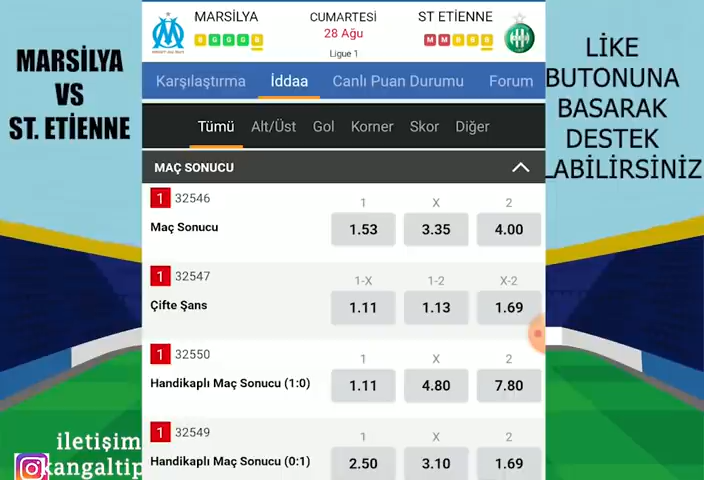 MARSİLYA
VS
ST. ETİENNE
MARSİLYA
B G G G B
CUMARTESİ
28 Ağu
Ligue 1
ST ETİENNE
M M B B B
Karşılaştırma İddaa Canlı Puan Durumu Forum
Tümü Alt/Üst Gol Korner Skor Diğer
MAÇ SONUCU
1 32546
Maç Sonucu
1 X 2
1.53 3.35 4.00
1 32547
Çifte Şans
1-X 1-2 X-2
1.11 1.13 1.69
1 32550
Handikaplı Maç Sonucu (1:0)
1 X 2
1.11 4.80 7.80
1 32549
Handikaplı Maç Sonucu (0:1)
1 X 2
2.50 3.10 1.69
LİKE
BUTONUNA
BASARAK
DESTEK
LABİLİRSİNİZ
iletişim
kangaltip